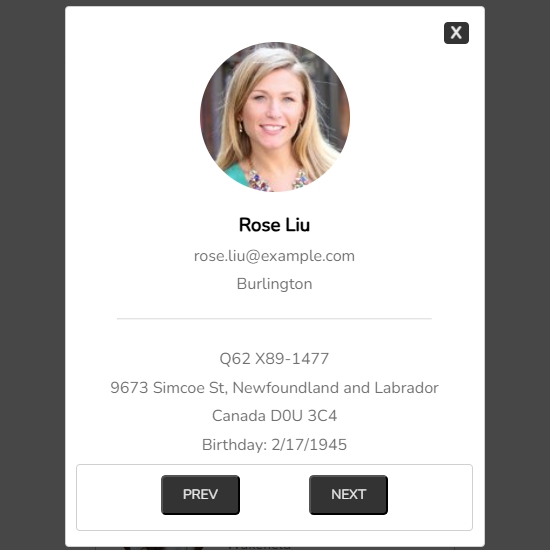 X
Rose Liu
rose.liu@example.com
Burlington
Q62 X89-1477
9673 Simcoe St, Newfoundland and Labrador
Canada D0U 3C4
Birthday: 2/17/1945
PREV NEXT